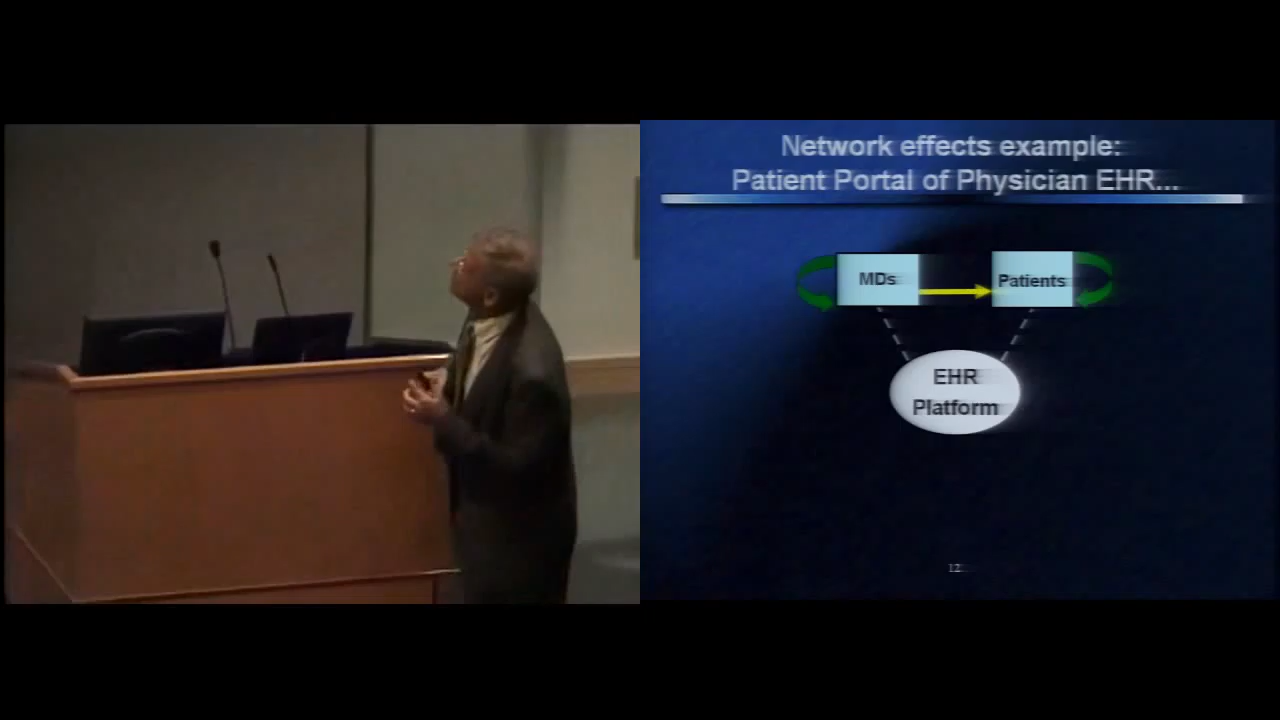 Network effects example:
Patient Portal of Physician EHR...
MDs
Patients
EHR
Platform
12